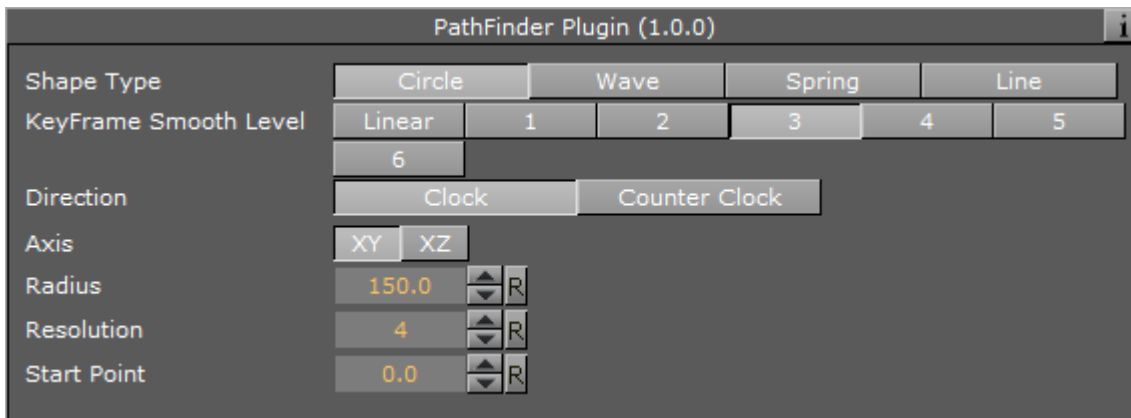 PathFinder Plugin (1.0.0) i
Shape Type Circle Wave Spring Line
KeyFrame Smooth Level Linear 1 2 3 4 5
6
Direction Clock Counter Clock
Axis XY XZ
Radius 150.0 R
Resolution 4 R
Start Point 0.0 R